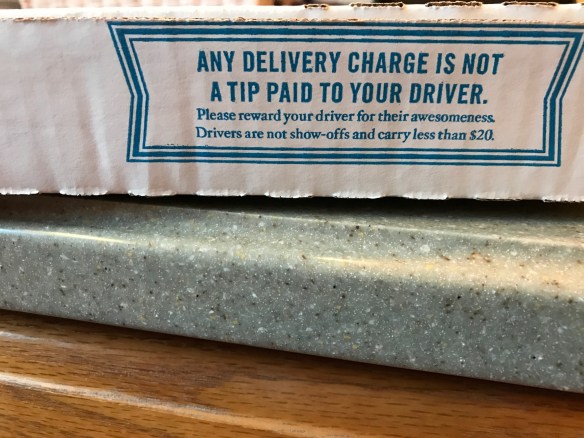 ANY DELIVERY CHARGE IS NOT
A TIP PAID TO YOUR DRIVER.
Please reward your driver for their awesomeness.
Drivers are not show-offs and carry less than $20.